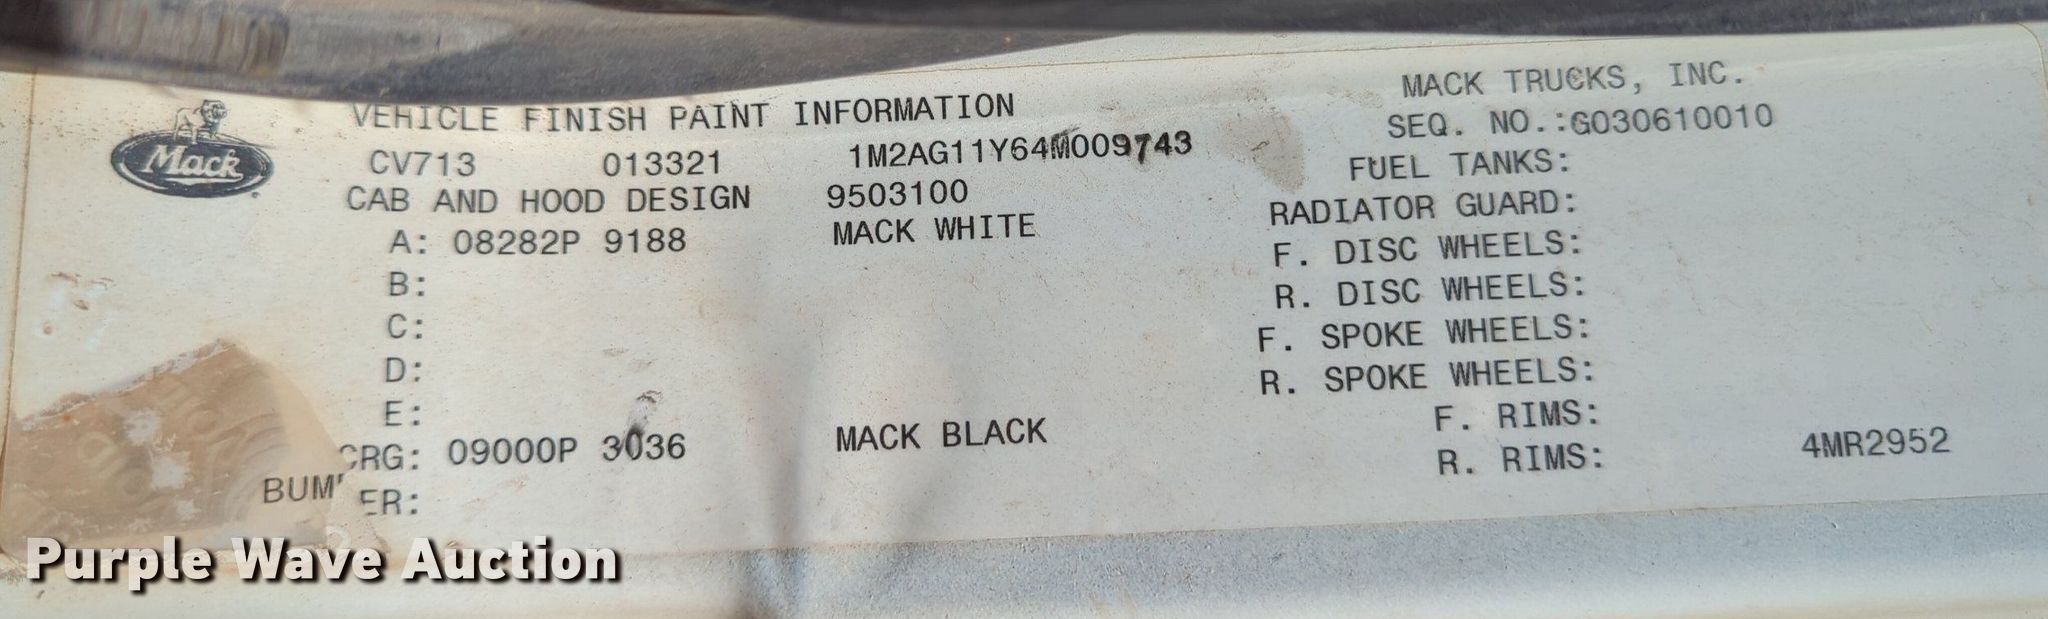 MACK TRUCKS, INC.
VEHICLE FINISH PAINT INFORMATION SEQ. NO.:G030610010
Mack
CV713 013321 1M2AG11Y64M009743 FUEL TANKS:
CAB AND HOOD DESIGN 9503100 RADIATOR GUARD:
A: 08282P 9188 MACK WHITE F. DISC WHEELS:
B: R. DISC WHEELS:
C: F. SPOKE WHEELS:
D: R. SPOKE WHEELS:
E: F. RIMS:
CRG: 09000P 3036 MACK BLACK R. RIMS: 4MR2952
BUMPER:
Purple Wave Auction